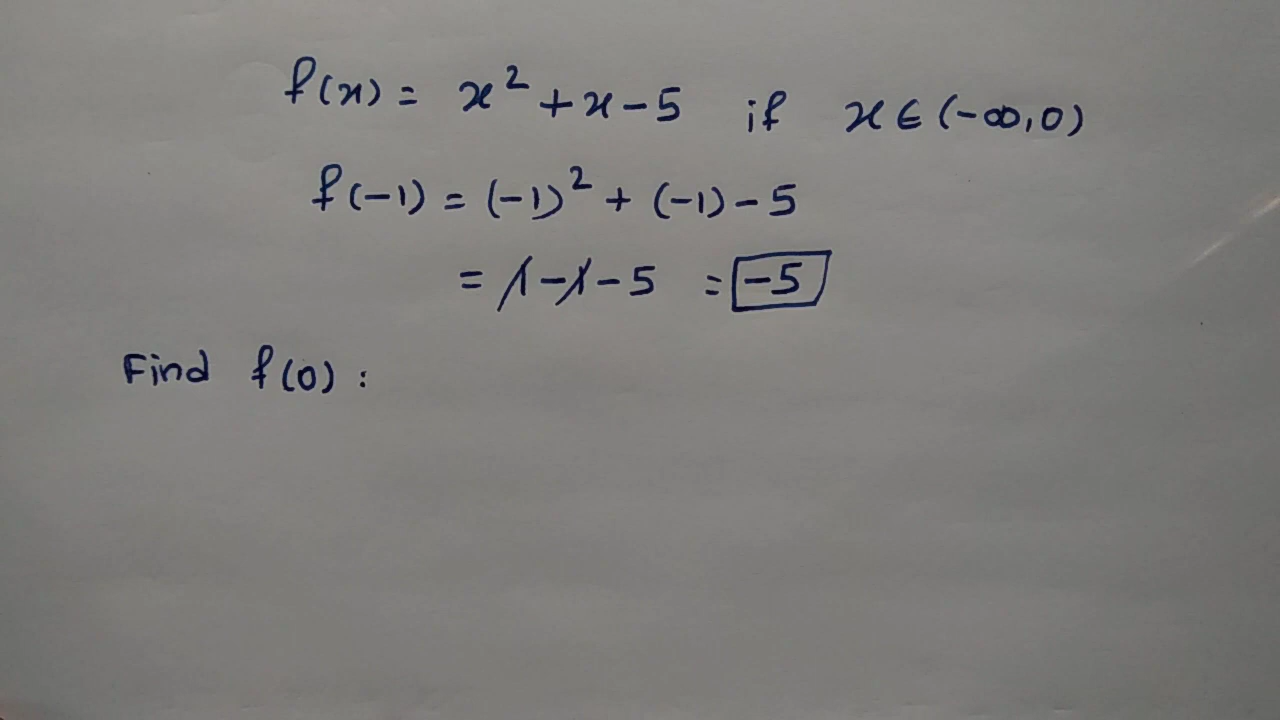 f(x) = x² + x - 5 if x ∈ (-∞, 0)
f(-1) = (-1)² + (-1) - 5
= 1 - 1 - 5 = -5
Find f(0) :